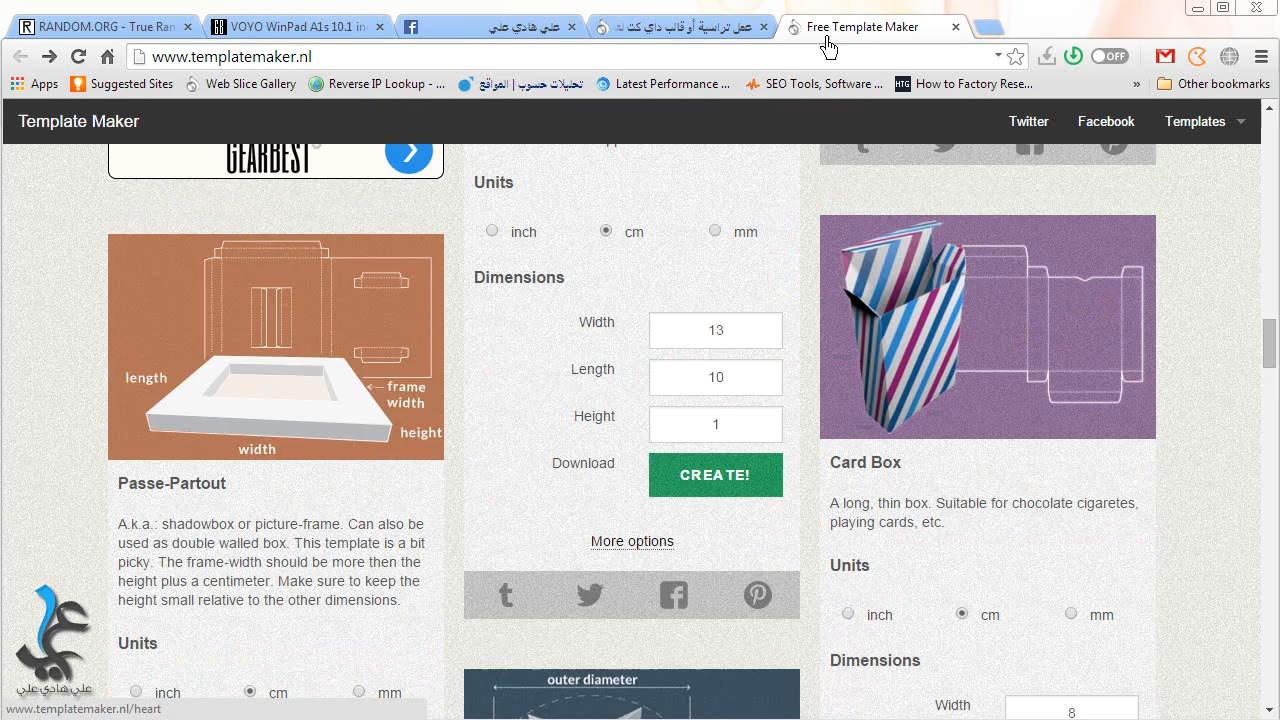 RANDOM.ORG - True Ran
VOYO WinPad A1s 10.1 in
علي هادي علي
عمل تراسية أو قالب داي كت لع
Free Template Maker
www.templatemaker.nl
OFF
Apps
Suggested Sites
Web Slice Gallery
Reverse IP Lookup - ...
تحليلات حسوب | المواقع
Latest Performance ...
SEO Tools, Software ...
HTG
How to Factory Rese...
»
Other bookmarks
Template Maker
Twitter
Facebook
Templates
GEARBEST
length
frame
width
height
width
Passe-Partout
A.k.a.: shadowbox or picture-frame. Can also be
used as double walled box. This template is a bit
picky. The frame-width should be more then the
height plus a centimeter. Make sure to keep the
height small relative to the other dimensions.
Units
inch
cm
mm
Units
inch
cm
mm
Dimensions
Width
13
Length
10
Height
1
Download
CREATE!
More options
outer diameter
Card Box
A long, thin box. Suitable for chocolate cigaretes,
playing cards, etc.
Units
inch
cm
mm
Dimensions
Width
8
علي هادي علي
www.templatemaker.nl/heart